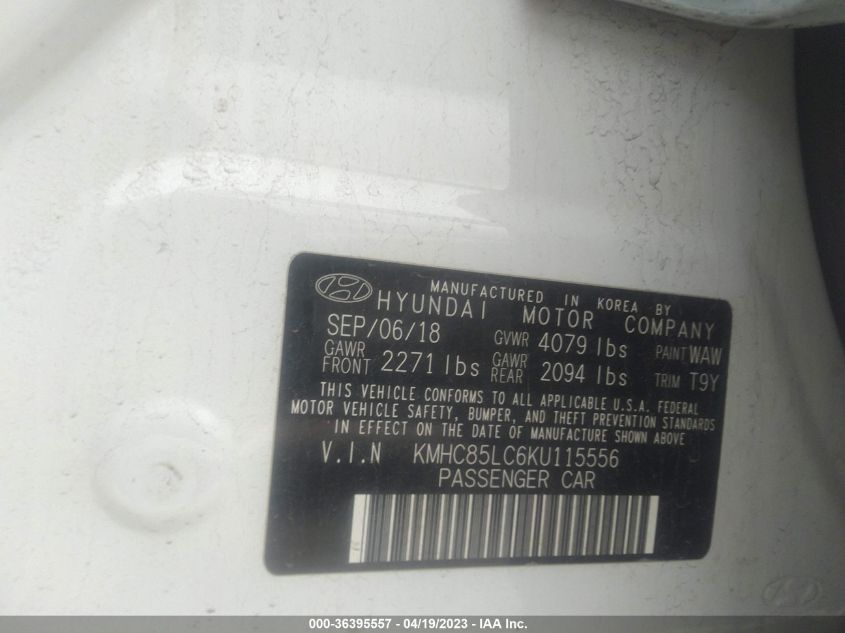 MANUFACTURED IN KOREA BY
HYUNDAI MOTOR COMPANY
SEP/06/18 GVWR 4079 lbs PAINT WAW
GAWR FRONT 2271 lbs GAWR REAR 2094 lbs TRIM T9Y
THIS VEHICLE CONFORMS TO ALL APPLICABLE U.S.A. FEDERAL
MOTOR VEHICLE SAFETY, BUMPER, AND THEFT PREVENTION STANDARDS
IN EFFECT ON THE DATE OF MANUFACTURE SHOWN ABOVE
V.I.N KMHC85LC6KU115556
PASSENGER CAR
000-36395557 - 04/19/2023 - IAA Inc.